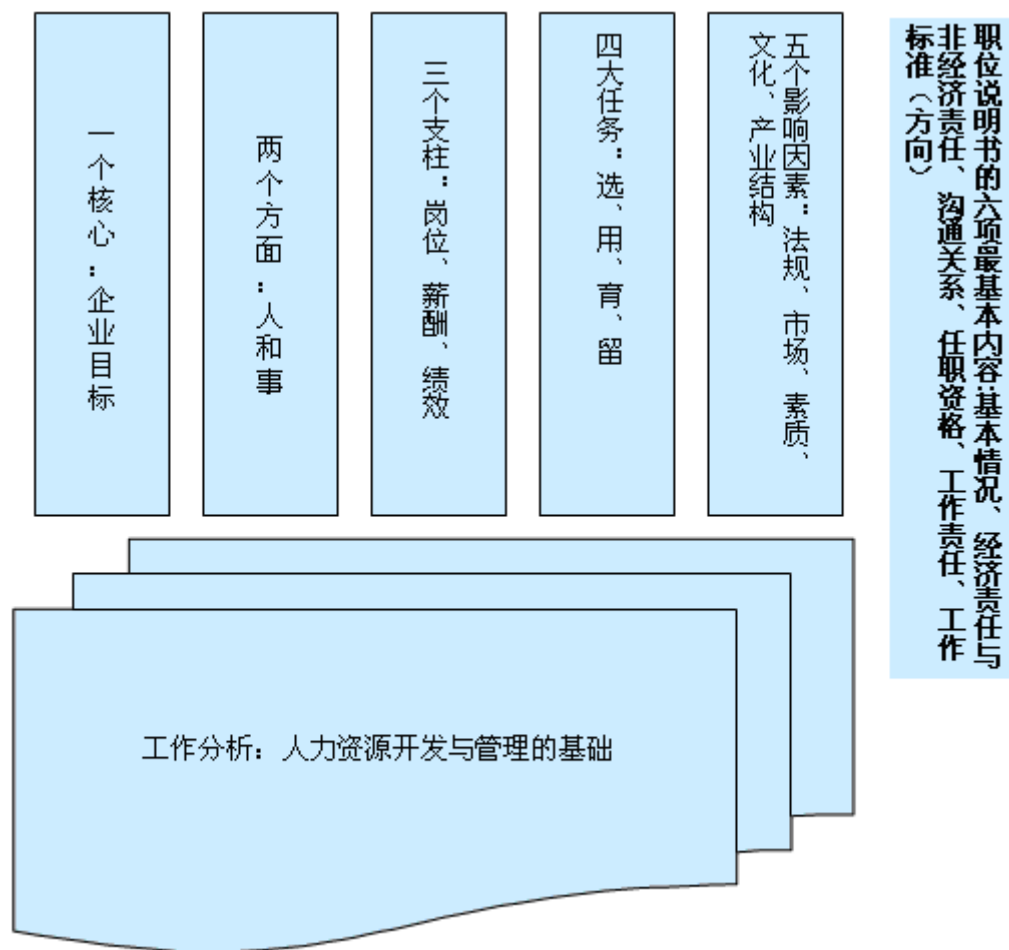 一个核心：企业目标
两个方面：人和事
三个支柱：岗位、薪酬、绩效
四大任务：选、用、育、留
五个影响因素：法规、市场、素质、
文化、产业结构
职位说明书的六项最基本内容：基本情况、经济责任与
非经济责任、沟通关系、任职资格、工作责任、工作
标准（方向）
工作分析：人力资源开发与管理的基础